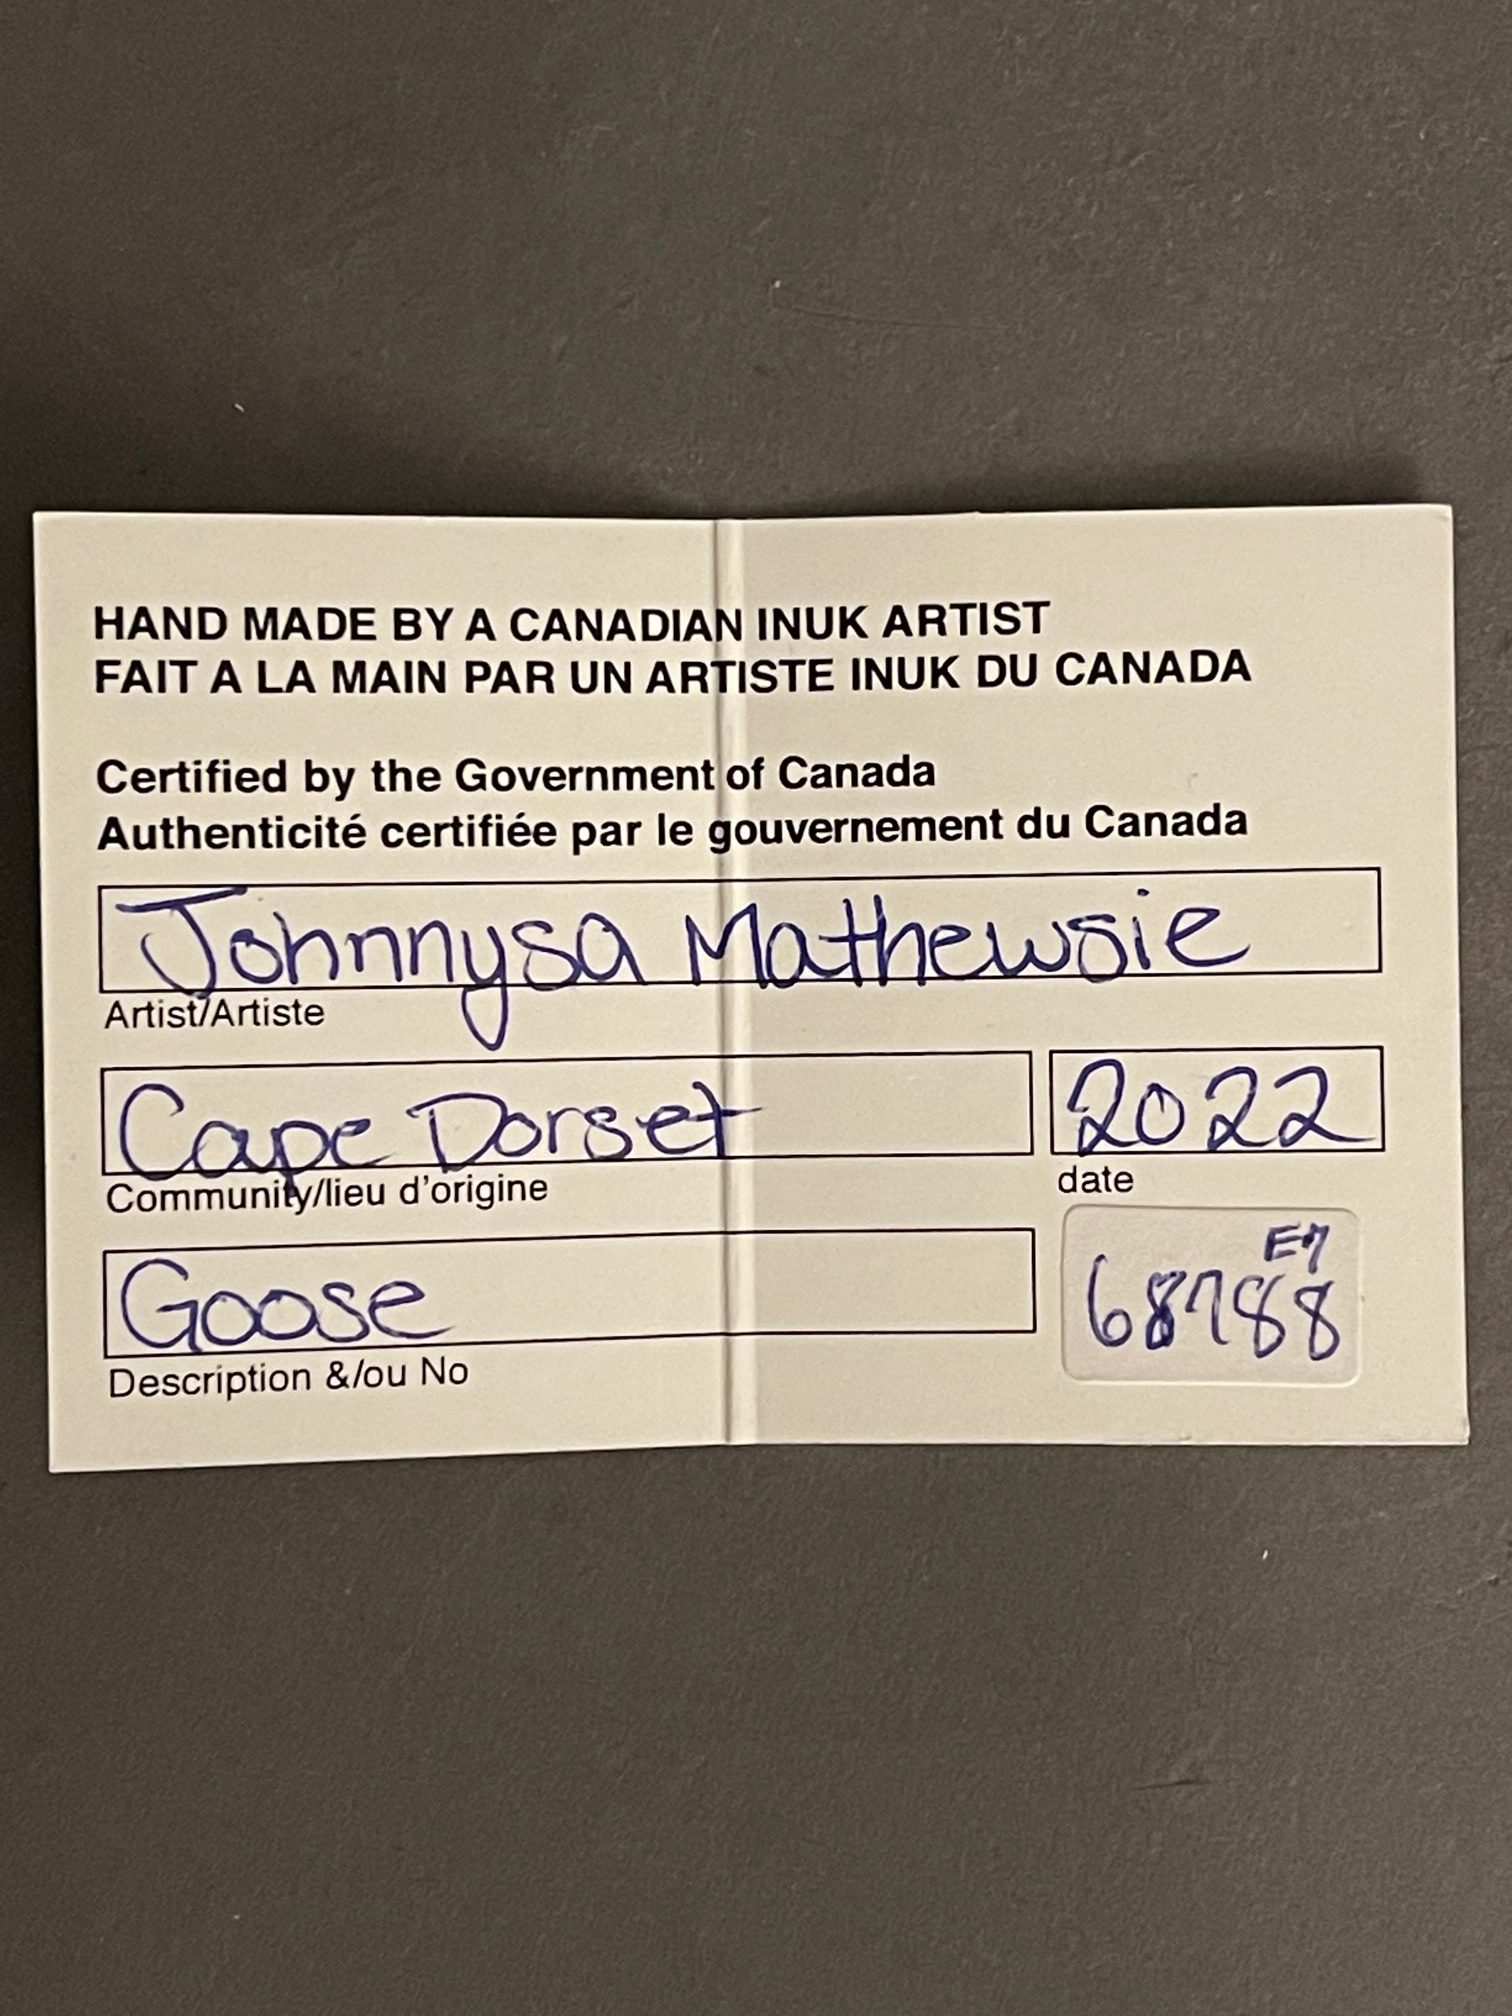 HAND MADE BY A CANADIAN INUK ARTIST
FAIT A LA MAIN PAR UN ARTISTE INUK DU CANADA
Certified by the Government of Canada
Authenticité certifiée par le gouvernement du Canada
Johnnysa Mathewsie
Artist/Artiste
Cape Dorset 2022
Community/lieu d'origine date
Goose
E7
68788
Description &/ou No